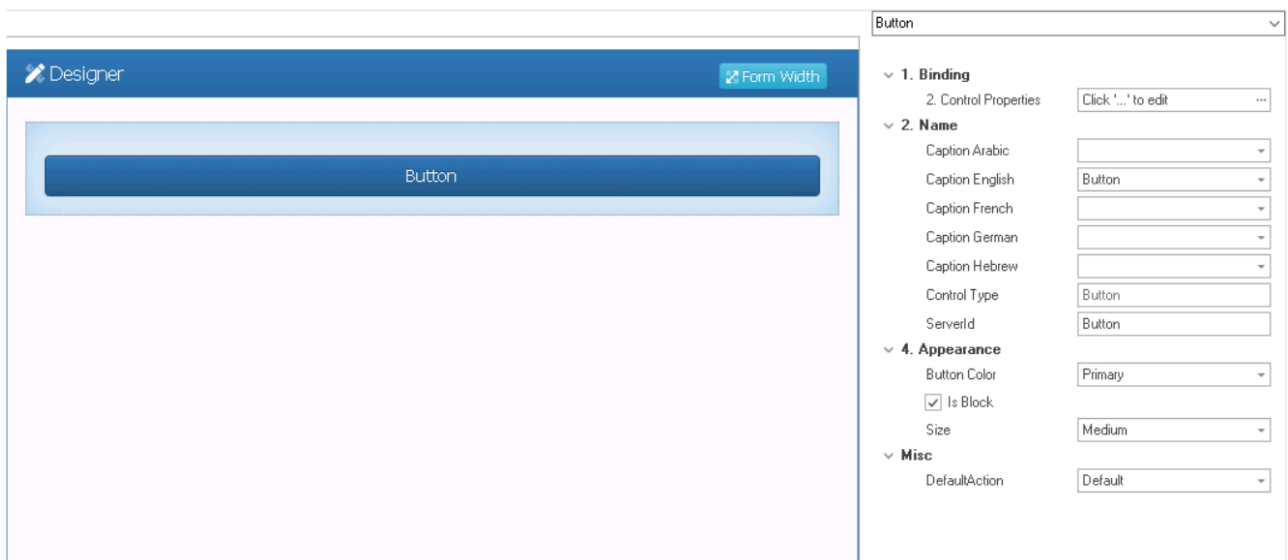 Button
Designer
Form Width
Button
1. Binding
2. Control Properties Click '...' to edit ...
2. Name
Caption Arabic
Caption English Button
Caption French
Caption German
Caption Hebrew
Control Type Button
ServerId Button
4. Appearance
Button Color Primary
Is Block
Size Medium
Misc
DefaultAction Default